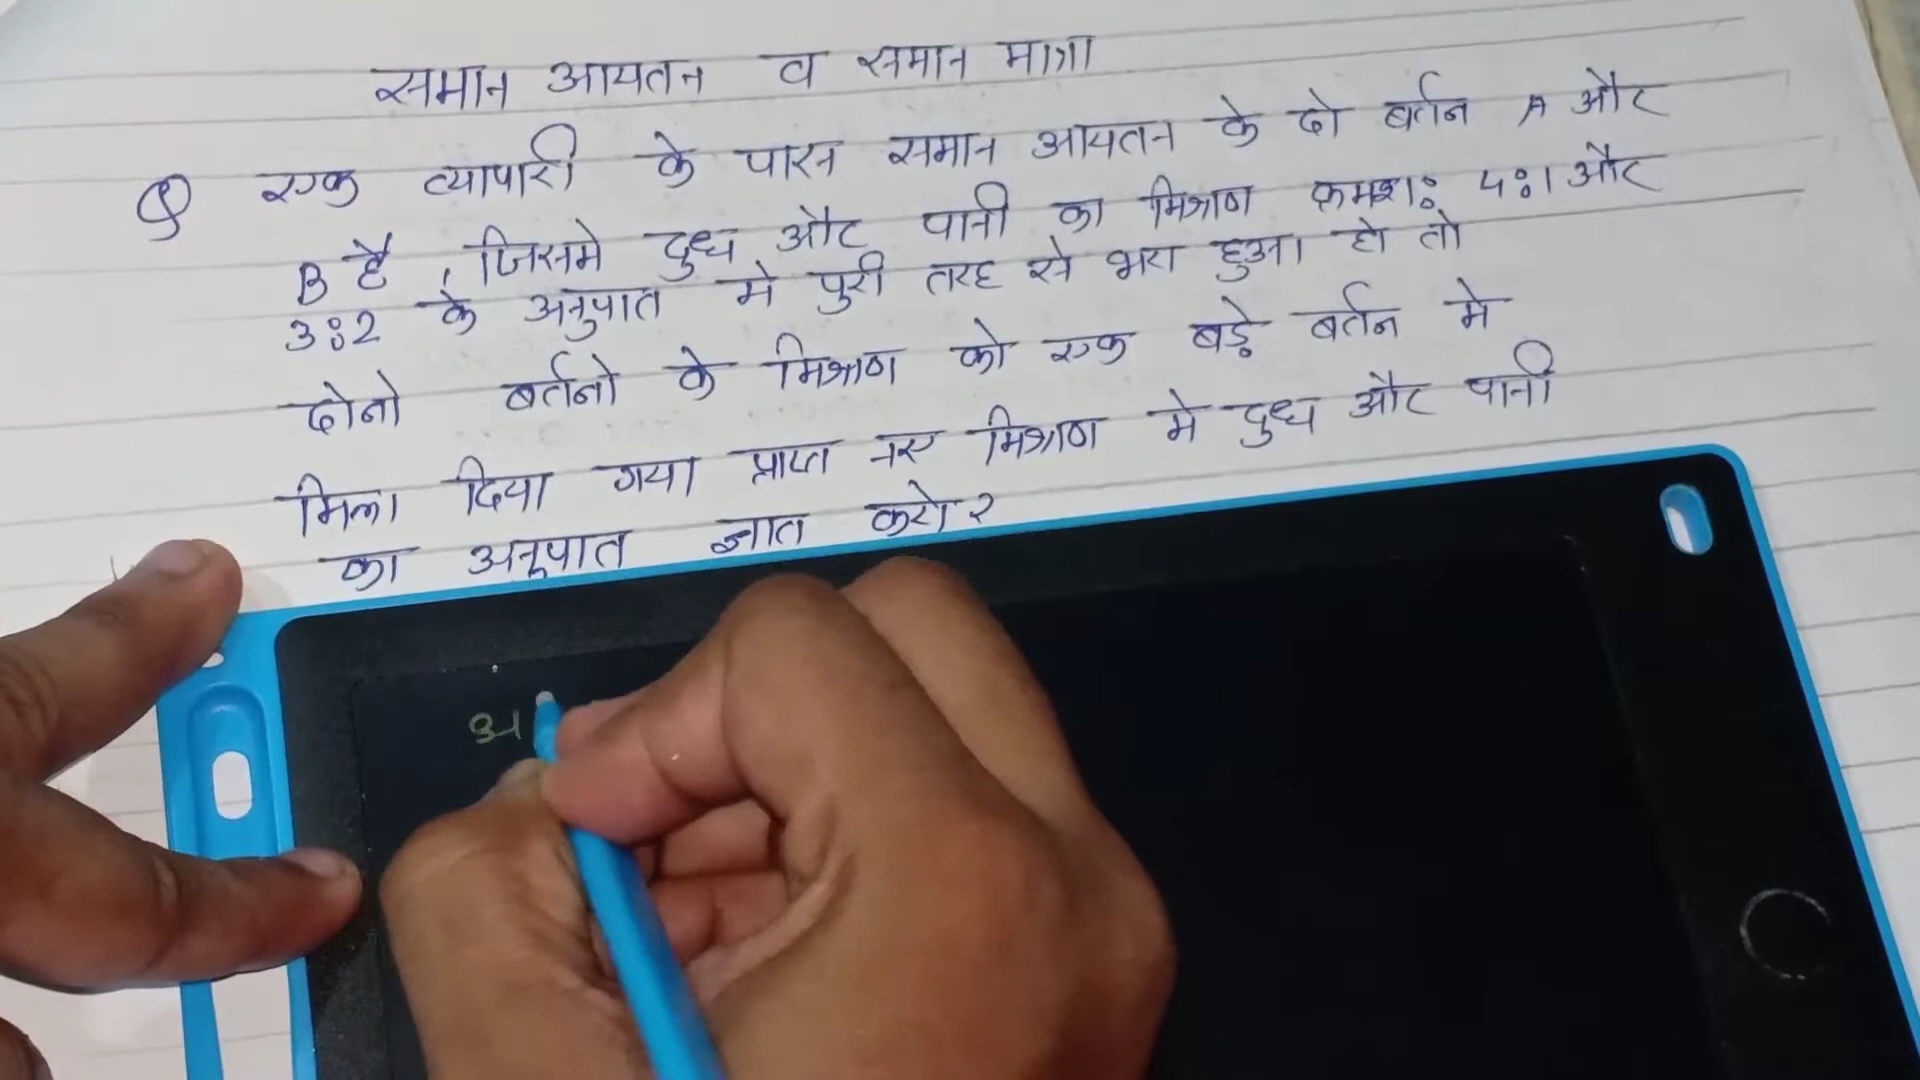 समान आयतन व समान मात्रा
Q एक व्यापारी के पास समान आयतन के दो बर्तन A और
B है, जिसमे दुध और पानी का मिश्रण क्रमशः 4:1 और
3:2 के अनुपात मे पुरी तरह से भरा हुआ हो तो
दोनो बर्तनो के मिश्रण को एक बड़े बर्तन मे
मिला दिया गया प्राप्त नए मिश्रण मे दुध और पानी
का अनुपात ज्ञात करो?